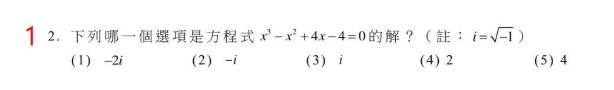 1 2. 下列哪一個選項是方程式 x³－x²＋4x－4＝0的解？（註：i＝√−1）
(1) −2i (2) −i (3) i (4) 2 (5) 4